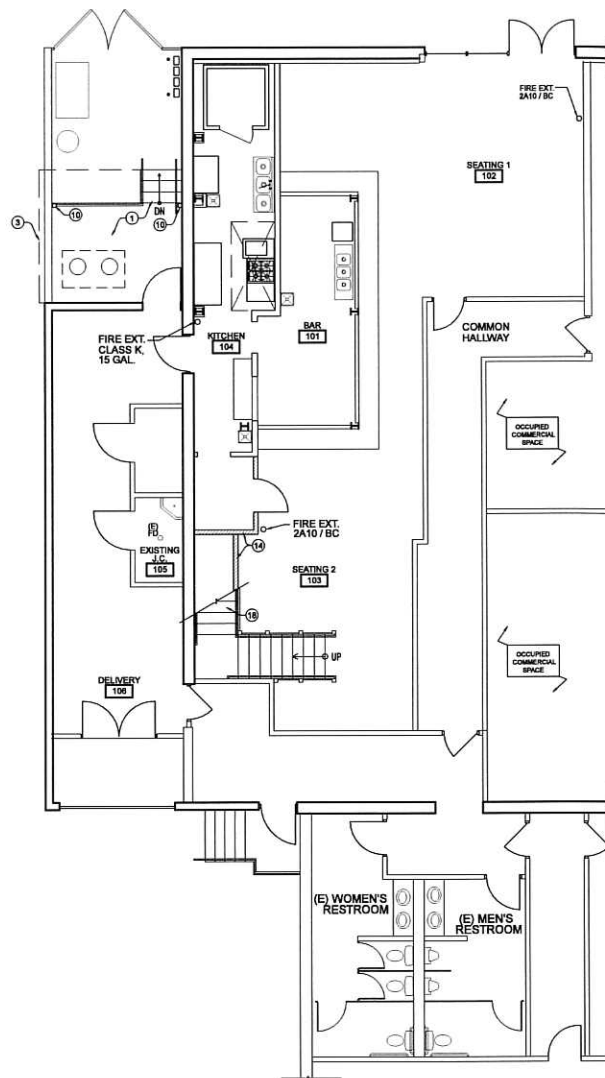 FIRE EXT.
2A10 / BC
SEATING 1
102
3
10
1
DN
10
FIRE EXT.
CLASS K,
15 GAL.
KITCHEN
104
BAR
101
COMMON
HALLWAY
OCCUPIED
COMMERCIAL
SPACE
(E)
FD
EXISTING
J.C.
105
FIRE EXT.
2A10 / BC
14
SEATING 2
103
18
UP
OCCUPIED
COMMERCIAL
SPACE
DELIVERY
106
(E) WOMEN'S
RESTROOM
(E) MEN'S
RESTROOM